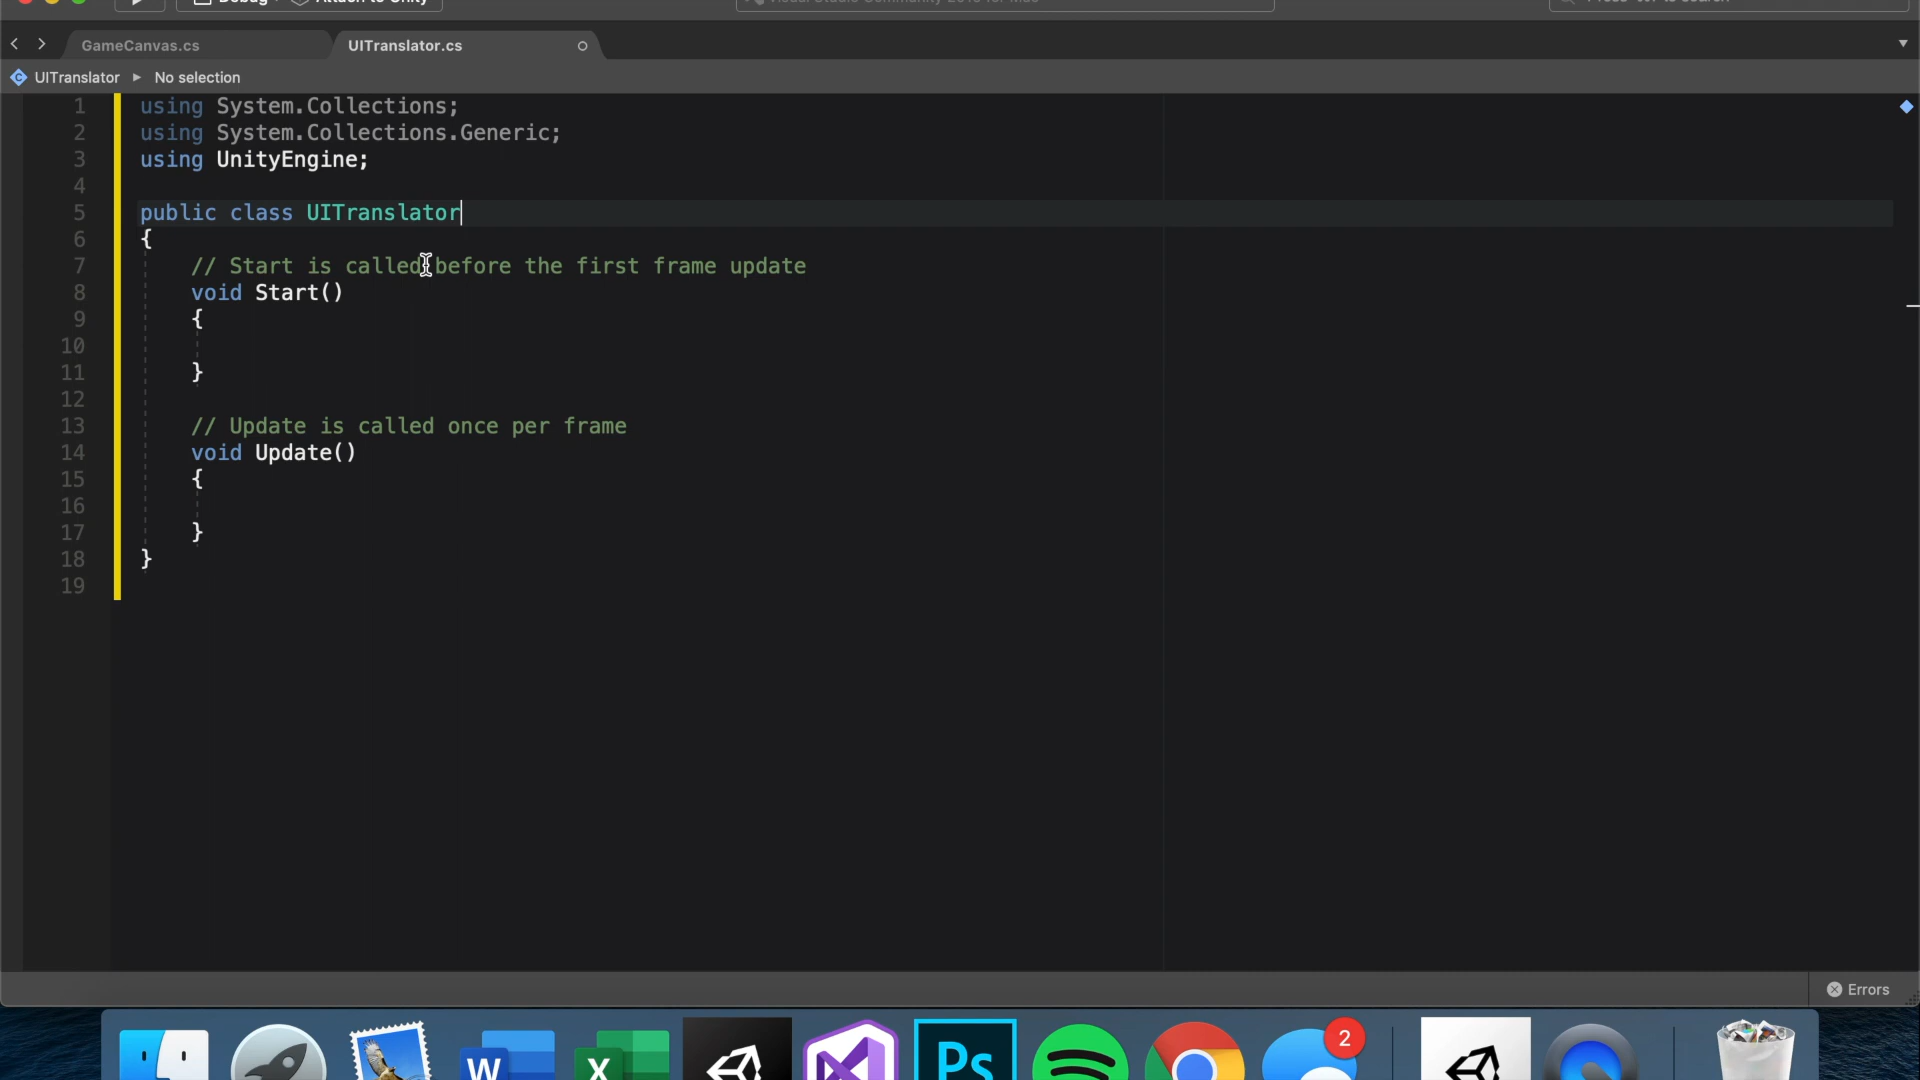 GameCanvas.cs
UITranslator.cs
UITranslator
No selection
1 using System.Collections;
2 using System.Collections.Generic;
3 using UnityEngine;
4
5 public class UITranslator
6 {
7 // Start is called before the first frame update
8 void Start()
9 {
10
11 }
12
13 // Update is called once per frame
14 void Update()
15 {
16
17 }
18 }
19
Errors
W
X
Ps
2